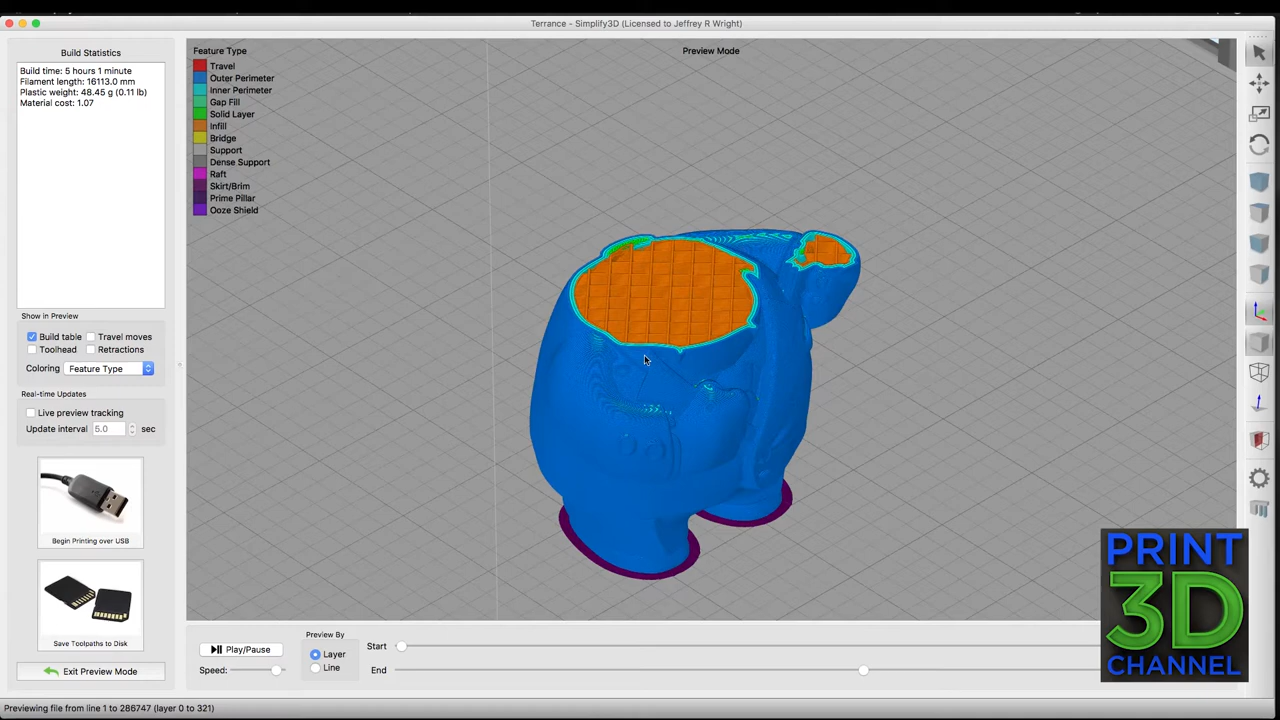 Terrance - Simplify3D (Licensed to Jeffrey R Wright)
Build Statistics
Build time: 5 hours 1 minute
Filament length: 16113.0 mm
Plastic weight: 48.45 g (0.11 lb)
Material cost: 1.07
Show in Preview
Build table
Travel moves
Toolhead
Retractions
Coloring
Feature Type
Real-time Updates
Live preview tracking
Update interval
5.0
sec
Begin Printing over USB
Save Toolpaths to Disk
Exit Preview Mode
Feature Type
Travel
Outer Perimeter
Inner Perimeter
Gap Fill
Solid Layer
Infill
Bridge
Support
Dense Support
Raft
Skirt/Brim
Prime Pillar
Ooze Shield
Preview Mode
Play/Pause
Speed:
Preview By
Layer
Line
Start
End
PRINT
3D
CHANNEL
Previewing file from line 1 to 286747 (layer 0 to 321)